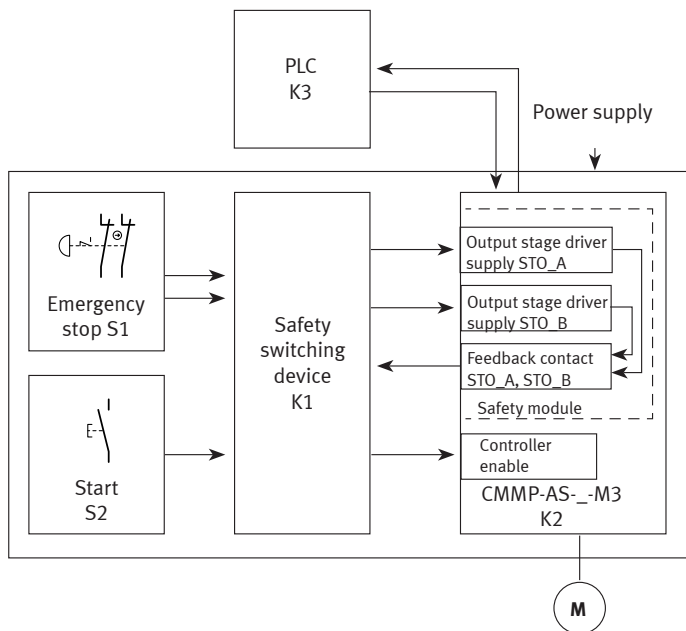 PLC
K3
Power supply
Emergency
stop S1
Start
S2
Safety
switching
device
K1
Output stage driver
supply STO_A
Output stage driver
supply STO_B
Feedback contact
STO_A, STO_B
Safety module
Controller
enable
CMMP-AS-_-M3
K2
M